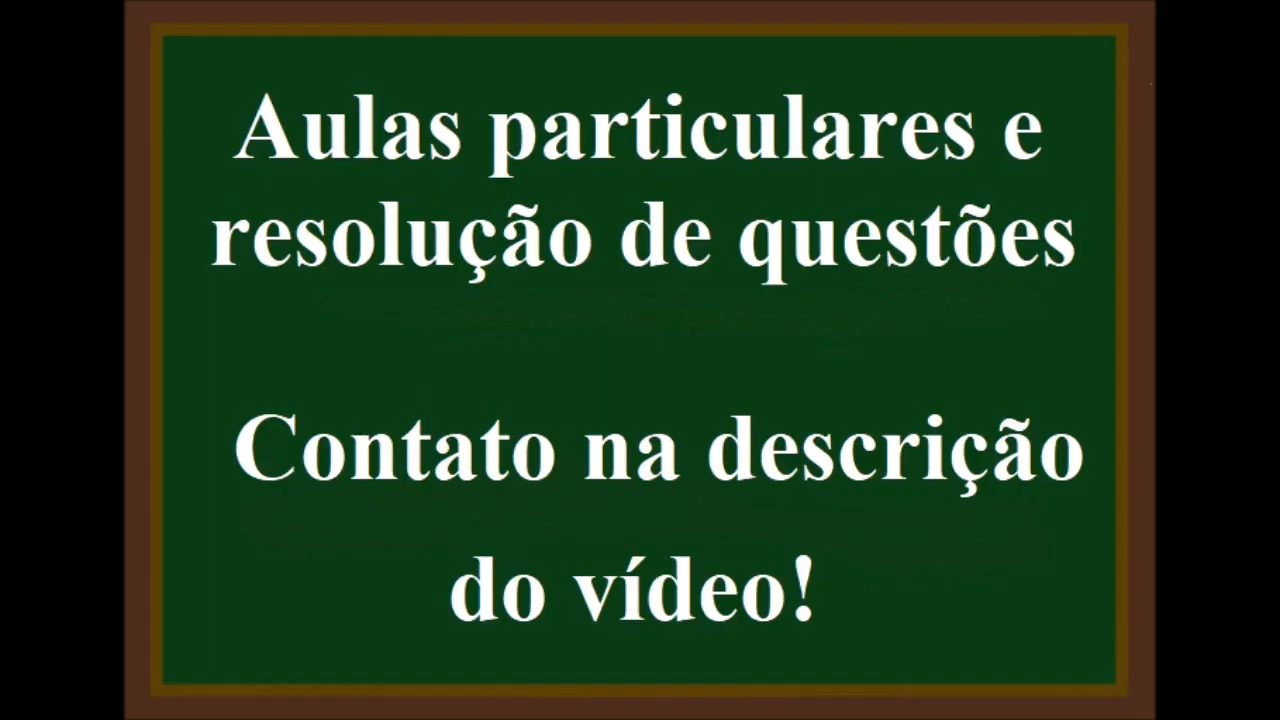 Aulas particulares e
resolução de questões
Contato na descrição
do vídeo!